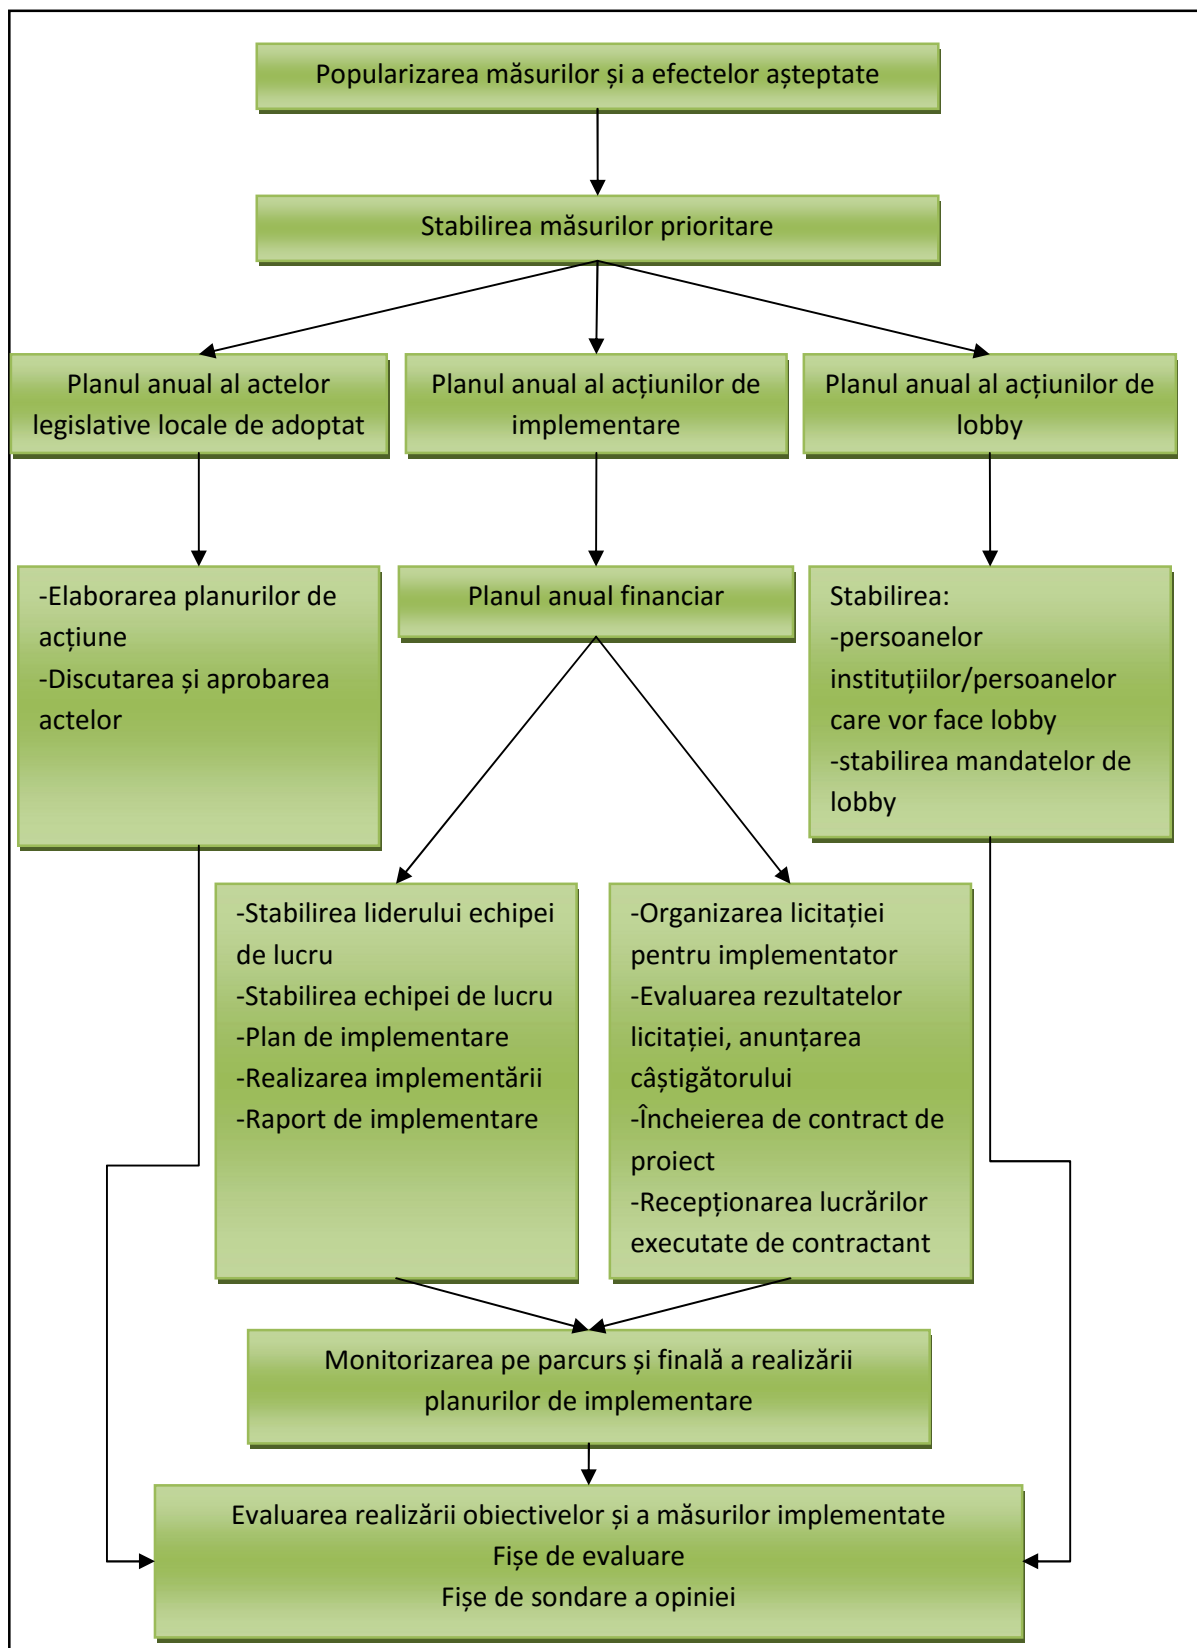 Popularizarea măsurilor și a efectelor așteptate
Stabilirea măsurilor prioritare
Planul anual al actelor
legislative locale de adoptat
Planul anual al acțiunilor de
implementare
Planul anual al acțiunilor de
lobby
-Elaborarea planurilor de
acțiune
-Discutarea și aprobarea
actelor
Planul anual financiar
Stabilirea:
-persoanelor
instituțiilor/persoanelor
care vor face lobby
-stabilirea mandatelor de
lobby
-Stabilirea liderului echipei
de lucru
-Stabilirea echipei de lucru
-Plan de implementare
-Realizarea implementării
-Raport de implementare
-Organizarea licitației
pentru implementator
-Evaluarea rezultatelor
licitației, anunțarea
câștigătorului
-Încheierea de contract de
proiect
-Recepționarea lucrărilor
executate de contractant
Monitorizarea pe parcurs și finală a realizării
planurilor de implementare
Evaluarea realizării obiectivelor și a măsurilor implementate
Fișe de evaluare
Fișe de sondare a opiniei